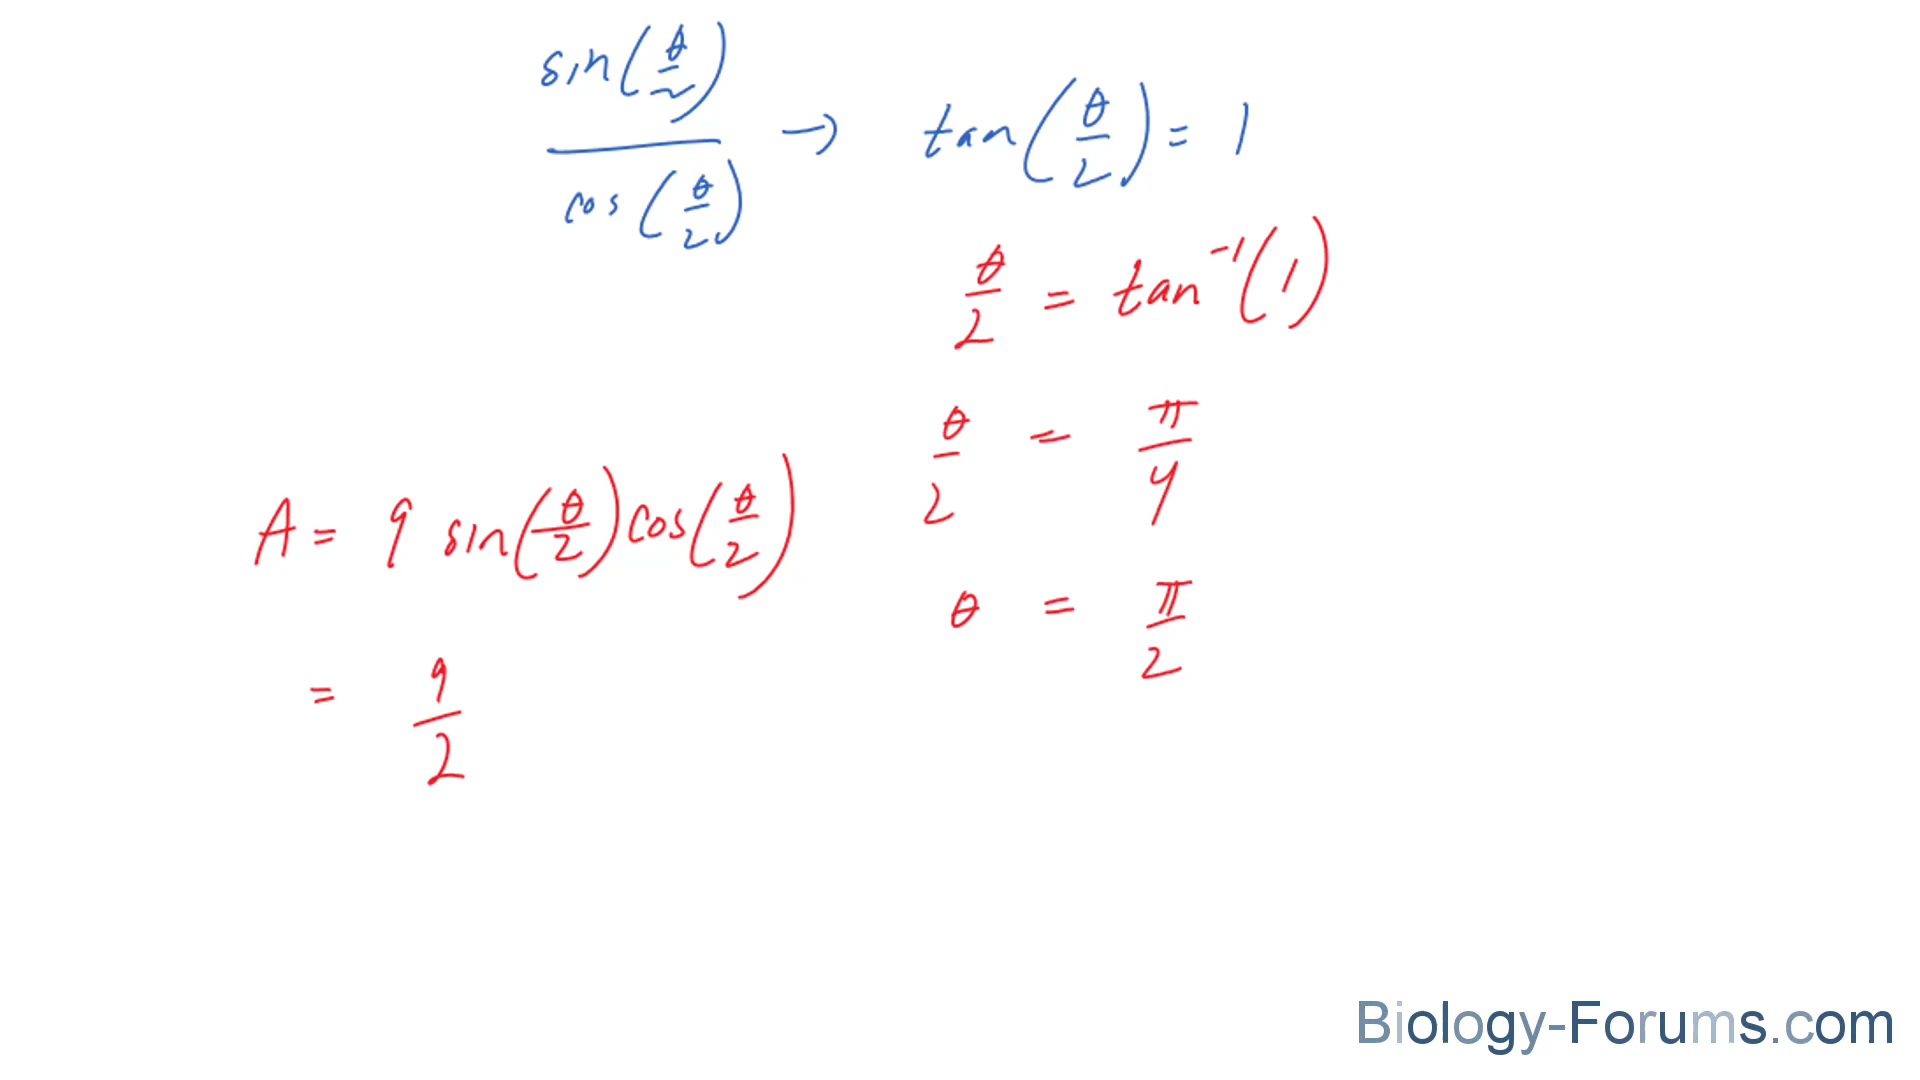 sin(θ/2)
/cos(θ/2) → tan(θ/2) = 1
θ/2 = tan⁻¹(1)
θ/2 = π/4
A = 9 sin(θ/2)cos(θ/2)
θ = π/2
= 9/2
Biology-Forums.com